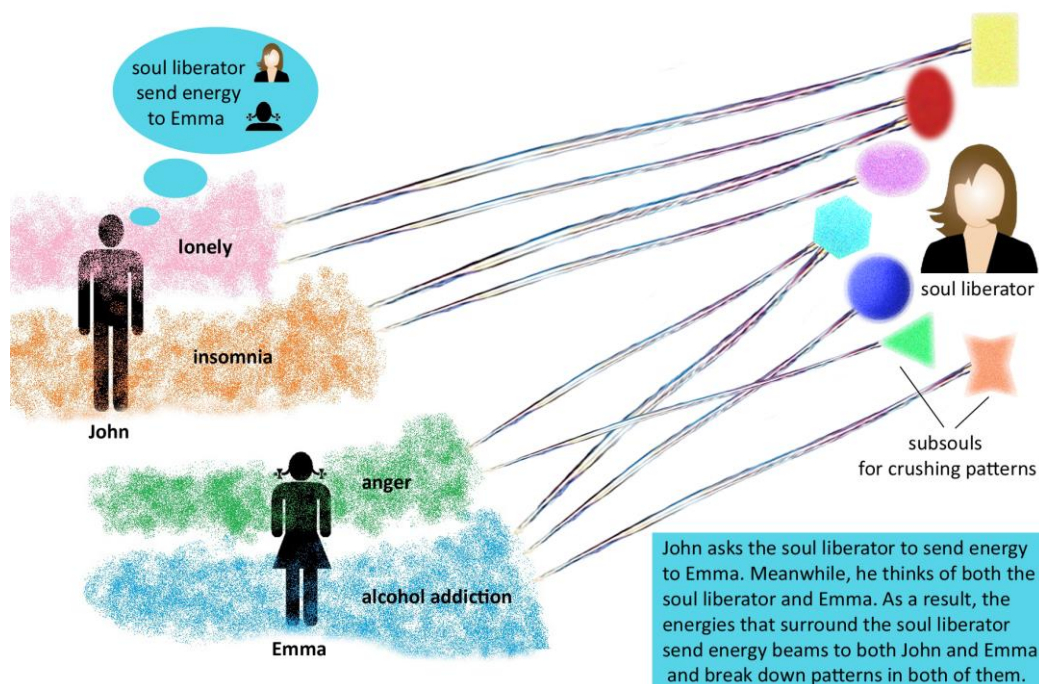 soul liberator
send energy
to Emma
lonely
insomnia
John
anger
alcohol addiction
Emma
soul liberator
subsouls
for crushing patterns
John asks the soul liberator to send energy
to Emma. Meanwhile, he thinks of both the
soul liberator and Emma. As a result, the
energies that surround the soul liberator
send energy beams to both John and Emma
and break down patterns in both of them.